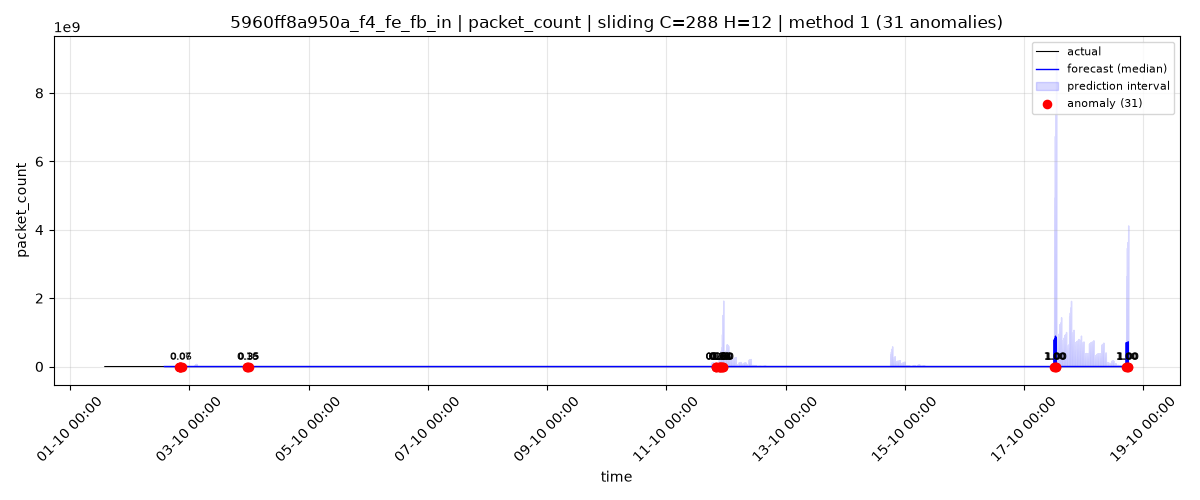 5960ff8a950a_f4_fe_fb_in | packet_count | sliding C=288 H=12 | method 1 (31 anomalies)
1e9
actual
forecast (median)
prediction interval
anomaly (31)
8
6
4
2
0
packet_count
1.00
1.00
01-10 00:00
03-10 00:00
05-10 00:00
07-10 00:00
09-10 00:00
11-10 00:00
13-10 00:00
15-10 00:00
17-10 00:00
19-10 00:00
time